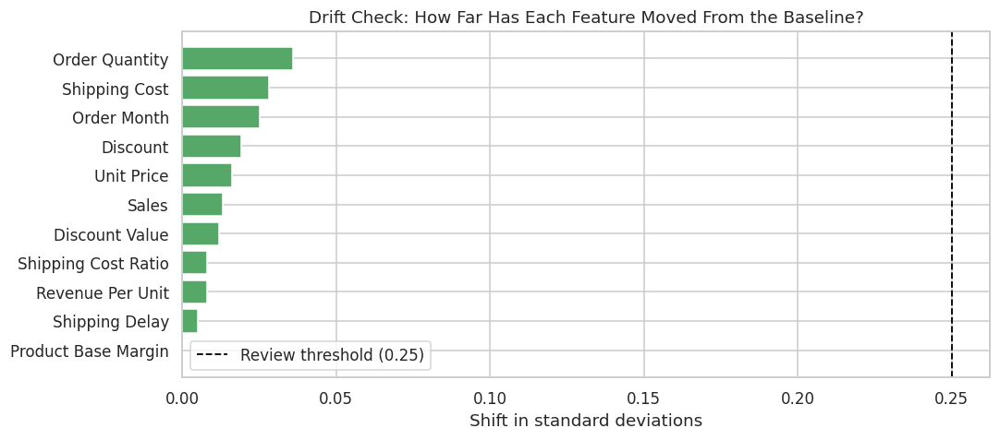 Drift Check: How Far Has Each Feature Moved From the Baseline?
Order Quantity
Shipping Cost
Order Month
Discount
Unit Price
Sales
Discount Value
Shipping Cost Ratio
Revenue Per Unit
Shipping Delay
Product Base Margin
Review threshold (0.25)
0.00 0.05 0.10 0.15 0.20 0.25
Shift in standard deviations